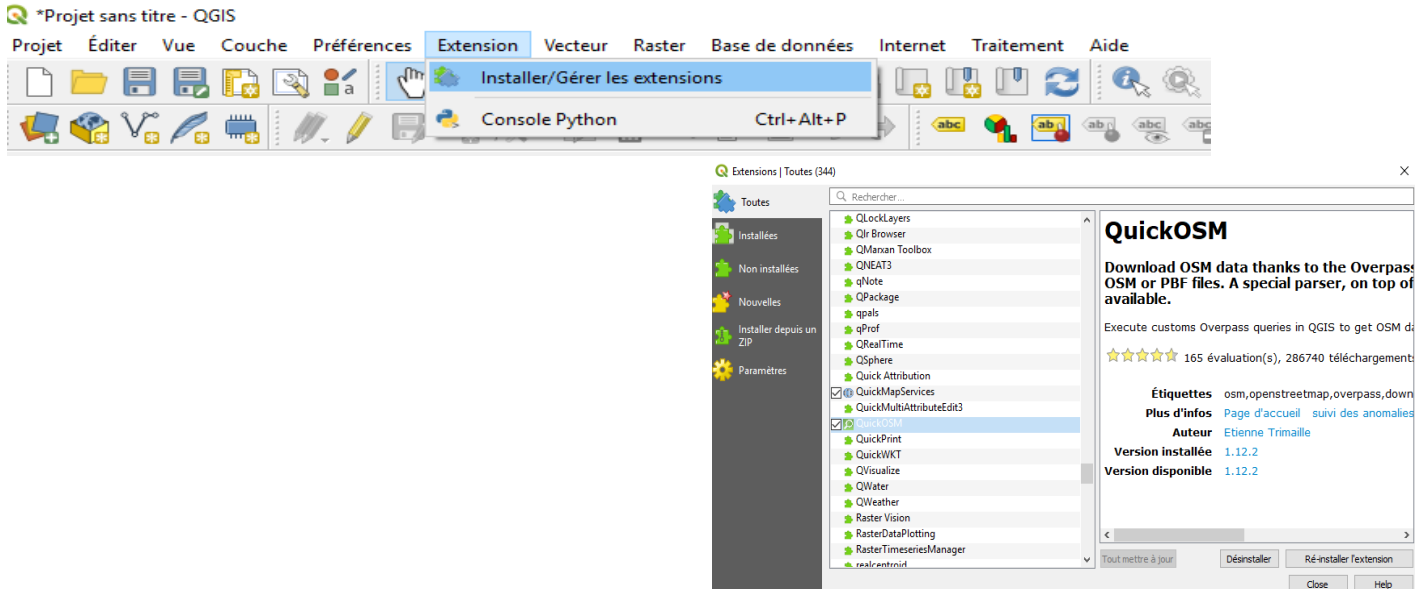 *Projet sans titre - QGIS
Projet Éditer Vue Couche Préférences Extension Vecteur Raster Base de données Internet Traitement Aide
Installer/Gérer les extensions
Console Python Ctrl+Alt+P
a
abc
ab
ab
abc
abc
Extensions | Toutes (344)
Toutes
Installées
Non installées
Nouvelles
Installer depuis un
ZIP
Paramètres
Rechercher...
QLockLayers
Qlr Browser
QMarxan Toolbox
QNEAT3
qNote
QPackage
qpals
qProf
QRealTime
QSphere
Quick Attribution
QuickMapServices
QuickMultiAttributeEdit3
QuickOSM
QuickPrint
QuickWKT
QVisualize
QWater
QWeather
Raster Vision
RasterDataPlotting
RasterTimeseriesManager
realcentroid
QuickOSM
Download OSM data thanks to the Overpass
OSM or PBF files. A special parser, on top of
available.
Execute customs Overpass queries in QGIS to get OSM da
165 évaluation(s), 286740 téléchargements
Étiquettes osm,openstreetmap,overpass,down
Plus d'infos Page d'accueil suivi des anomalies
Auteur Etienne Trimaille
Version installée 1.12.2
Version disponible 1.12.2
Tout mettre à jour Désinstaller Ré-installer l'extension
Close Help